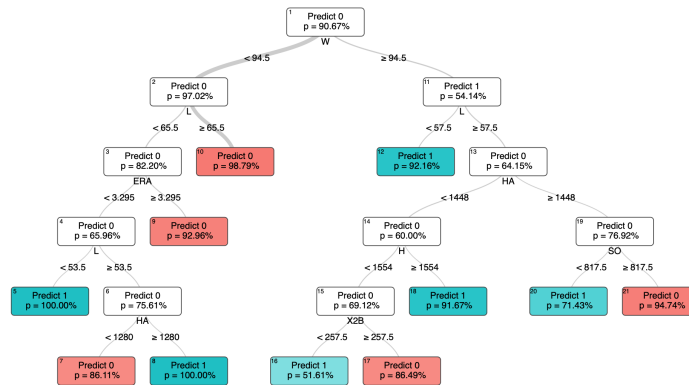 1
Predict 0
p = 90.67%
W
< 94.5
≥ 94.5
2
Predict 0
p = 97.02%
L
11
Predict 1
p = 54.14%
L
< 65.5
≥ 65.5
< 57.5
≥ 57.5
3
Predict 0
p = 82.20%
ERA
10
Predict 0
p = 98.79%
12
Predict 1
p = 92.16%
13
Predict 0
p = 64.15%
HA
< 3.295
≥ 3.295
< 1448
≥ 1448
4
Predict 0
p = 65.96%
L
9
Predict 0
p = 92.96%
14
Predict 0
p = 60.00%
H
19
Predict 0
p = 76.92%
SO
< 53.5
≥ 53.5
< 1554
≥ 1554
< 817.5
≥ 817.5
5
Predict 1
p = 100.00%
6
Predict 0
p = 75.61%
HA
15
Predict 0
p = 69.12%
X2B
18
Predict 1
p = 91.67%
20
Predict 1
p = 71.43%
21
Predict 0
p = 94.74%
< 1280
≥ 1280
< 257.5
≥ 257.5
7
Predict 0
p = 86.11%
8
Predict 1
p = 100.00%
16
Predict 1
p = 51.61%
17
Predict 0
p = 86.49%